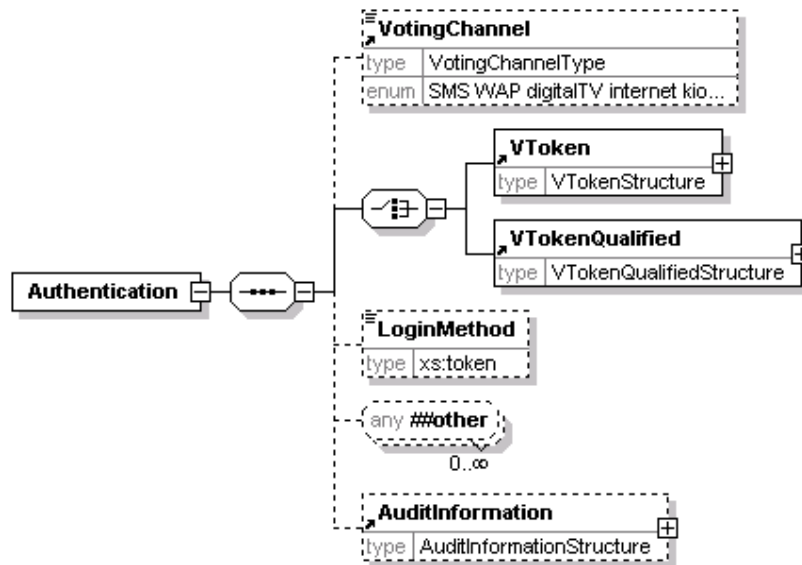 VotingChannel
type VotingChannelType
enum SMS WAP digitalTV internet kio...
VToken
type VTokenStructure
VTokenQualified
type VTokenQualifiedStructure
Authentication
LoginMethod
type xs:token
any ##other
0..∞
AuditInformation
type AuditInformationStructure